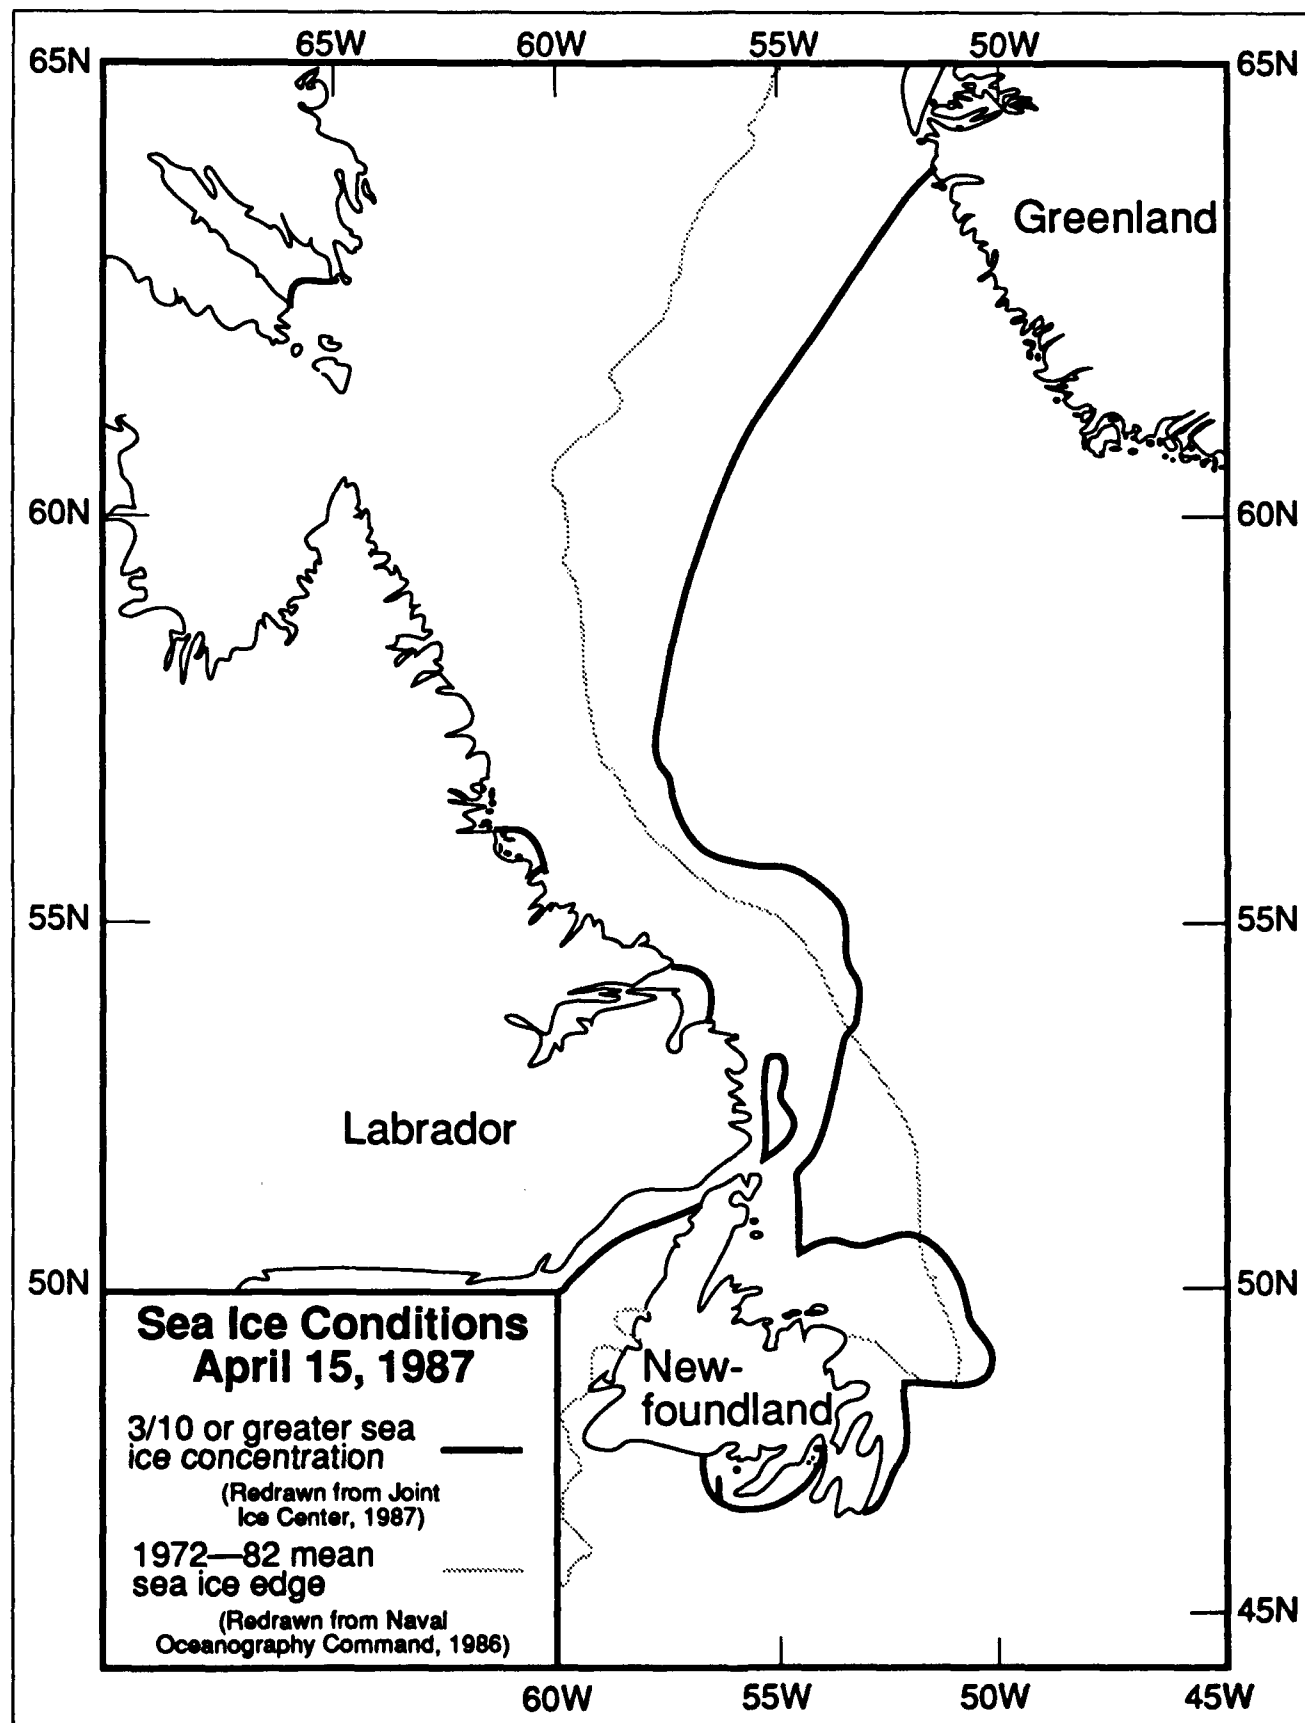 65W 60W 55W 50W
65N 65N
Greenland
60N 60N
55N 55N
Labrador
50N 50N
Sea Ice Conditions
April 15, 1987
New-
foundland
3/10 or greater sea
ice concentration
(Redrawn from Joint
Ice Center, 1987)
1972—82 mean
sea ice edge
(Redrawn from Naval
Oceanography Command, 1986)
45N
60W 55W 50W 45W